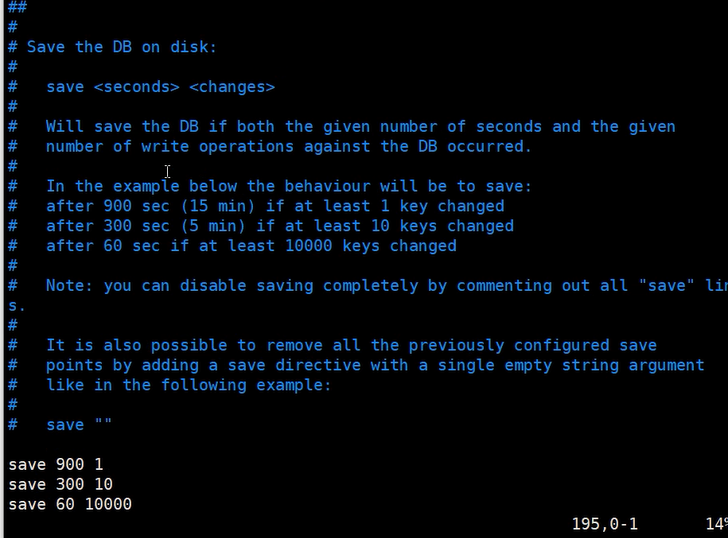 ##
#
# Save the DB on disk:
#
#   save <seconds> <changes>
#
#   Will save the DB if both the given number of seconds and the given
#   number of write operations against the DB occurred.
#
#   In the example below the behaviour will be to save:
#   after 900 sec (15 min) if at least 1 key changed
#   after 300 sec (5 min) if at least 10 keys changed
#   after 60 sec if at least 10000 keys changed
#
#   Note: you can disable saving completely by commenting out all "save"
s.
#
#   It is also possible to remove all the previously configured save
#   points by adding a save directive with a single empty string argument
#   like in the following example:
#
#   save ""
save 900 1
save 300 10
save 60 10000
195,0-1 14%